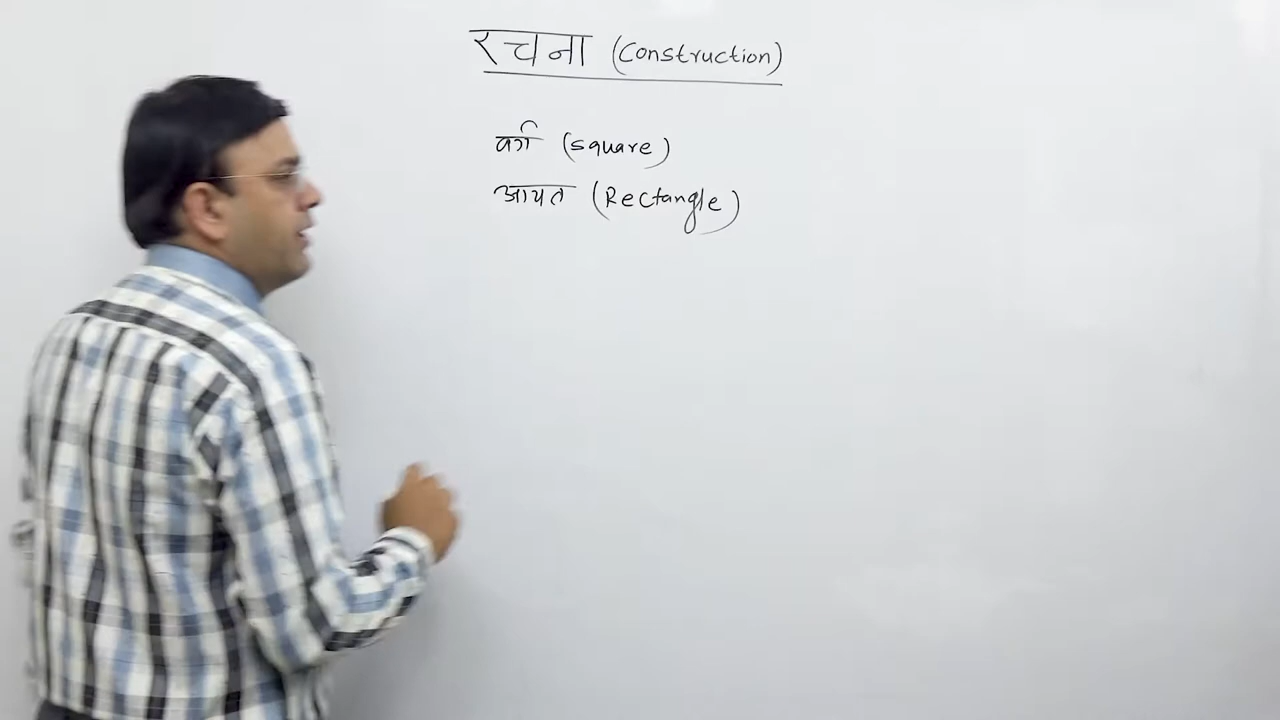 रचना (Construction)
वर्ग (square)
आयत (Rectangle)